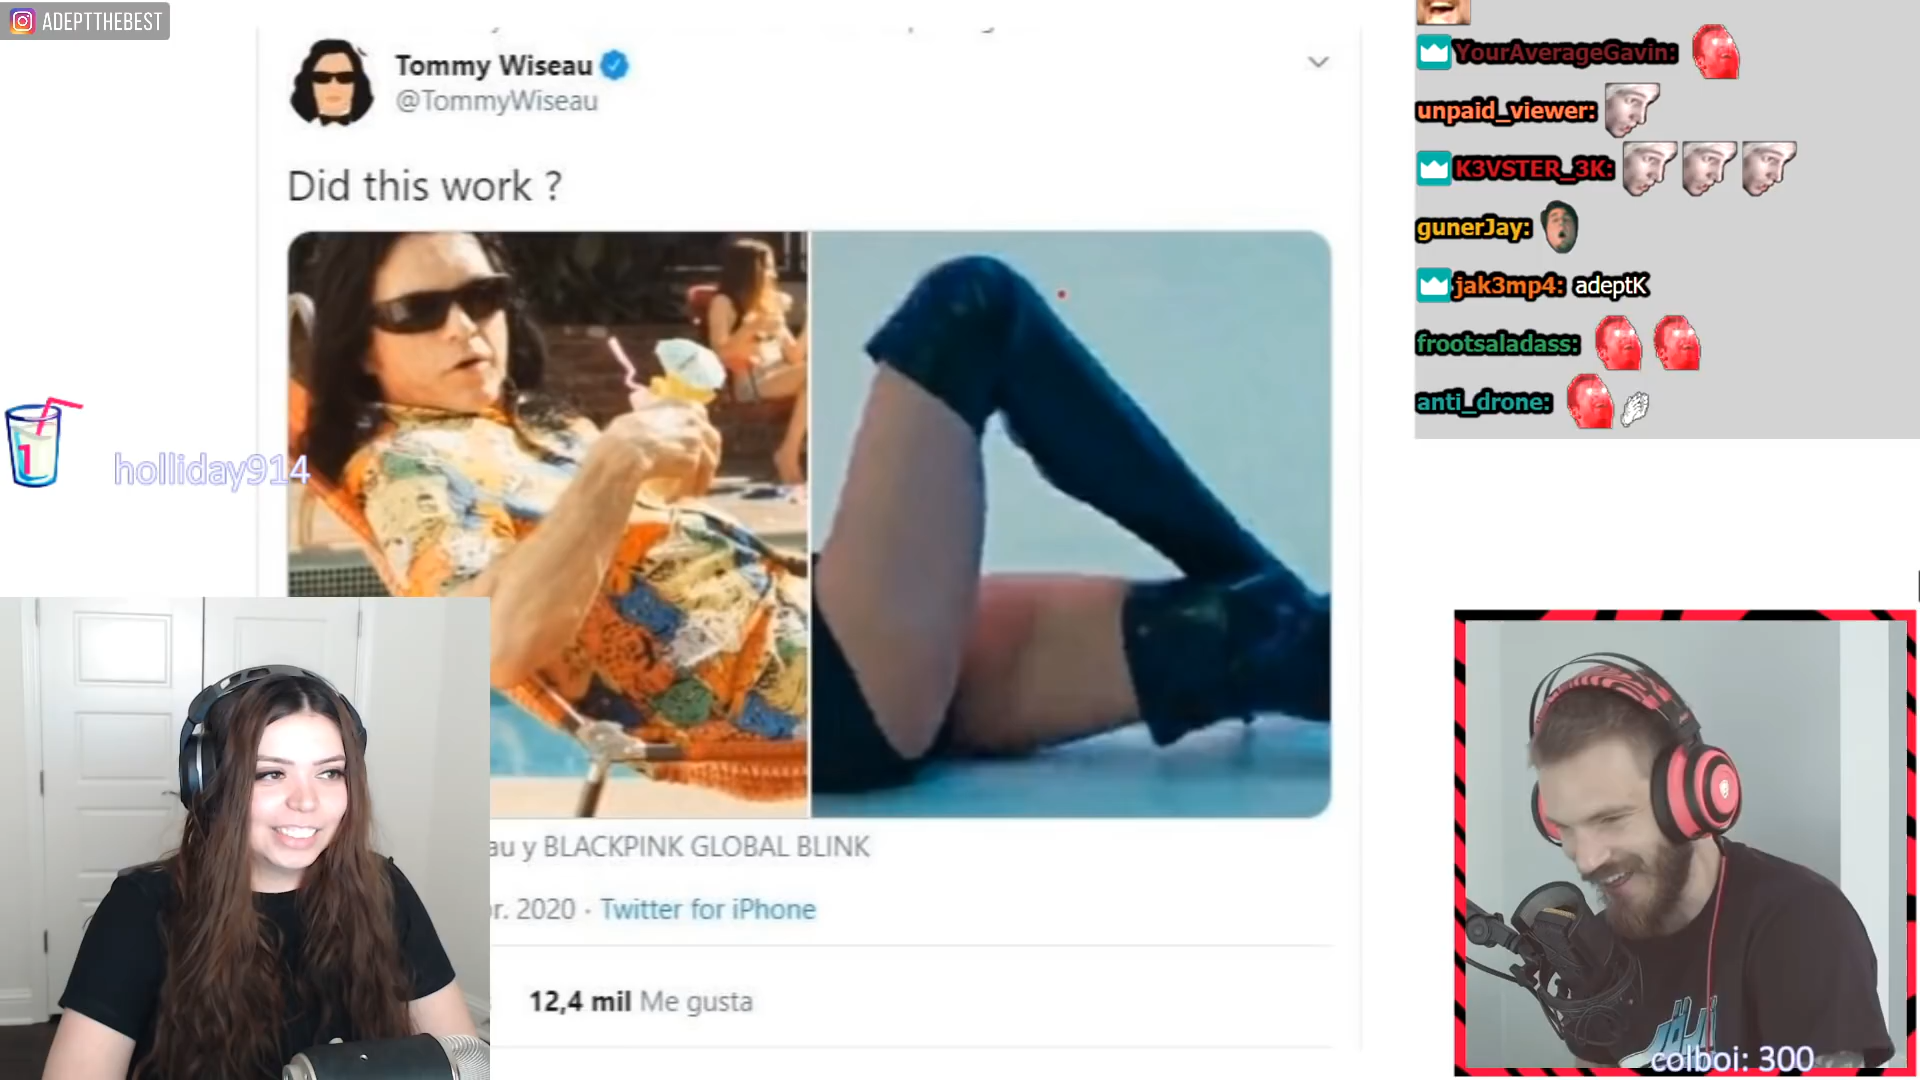 ADEPTTHEBEST
Tommy Wiseau
@TommyWiseau
Did this work ?
au y BLACKPINK GLOBAL BLINK
r. 2020 · Twitter for iPhone
12,4 mil Me gusta
1
holliday914
YourAverageGavin:
unpaid_viewer:
K3VSTER_3K:
gunerJay:
jak3mp4: adeptK
frootsaladass:
anti_drone:
colboi: 300